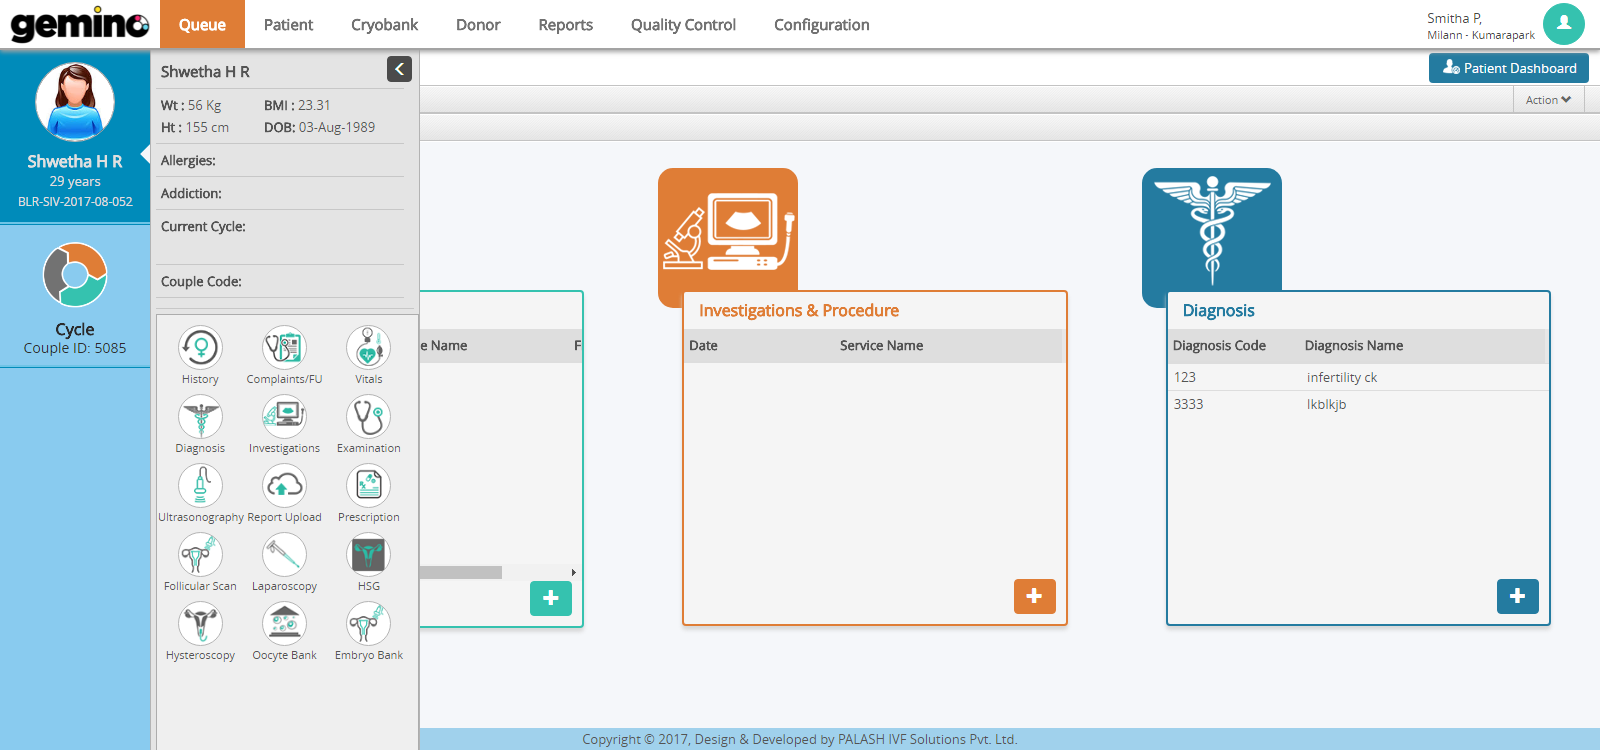 gemino
Queue
Patient
Cryobank
Donor
Reports
Quality Control
Configuration
Smitha P,
Milann - Kumarapark
Shwetha H R
29 years
BLR-SIV-2017-08-052
Cycle
Couple ID: 5085
Shwetha H R
Wt : 56 Kg BMI : 23.31
Ht : 155 cm DOB: 03-Aug-1989
Allergies:
Addiction:
Current Cycle:
Couple Code:
History Complaints/FU Vitals
Diagnosis Investigations Examination
Ultrasonography Report Upload Prescription
Follicular Scan Laparoscopy HSG
Hysteroscopy Oocyte Bank Embryo Bank
Patient Dashboard
Action
e Name F
Investigations & Procedure
Date Service Name
Diagnosis
Diagnosis Code Diagnosis Name
123 infertility ck
3333 lkblkjb
Copyright © 2017, Design & Developed by PALASH IVF Solutions Pvt. Ltd.